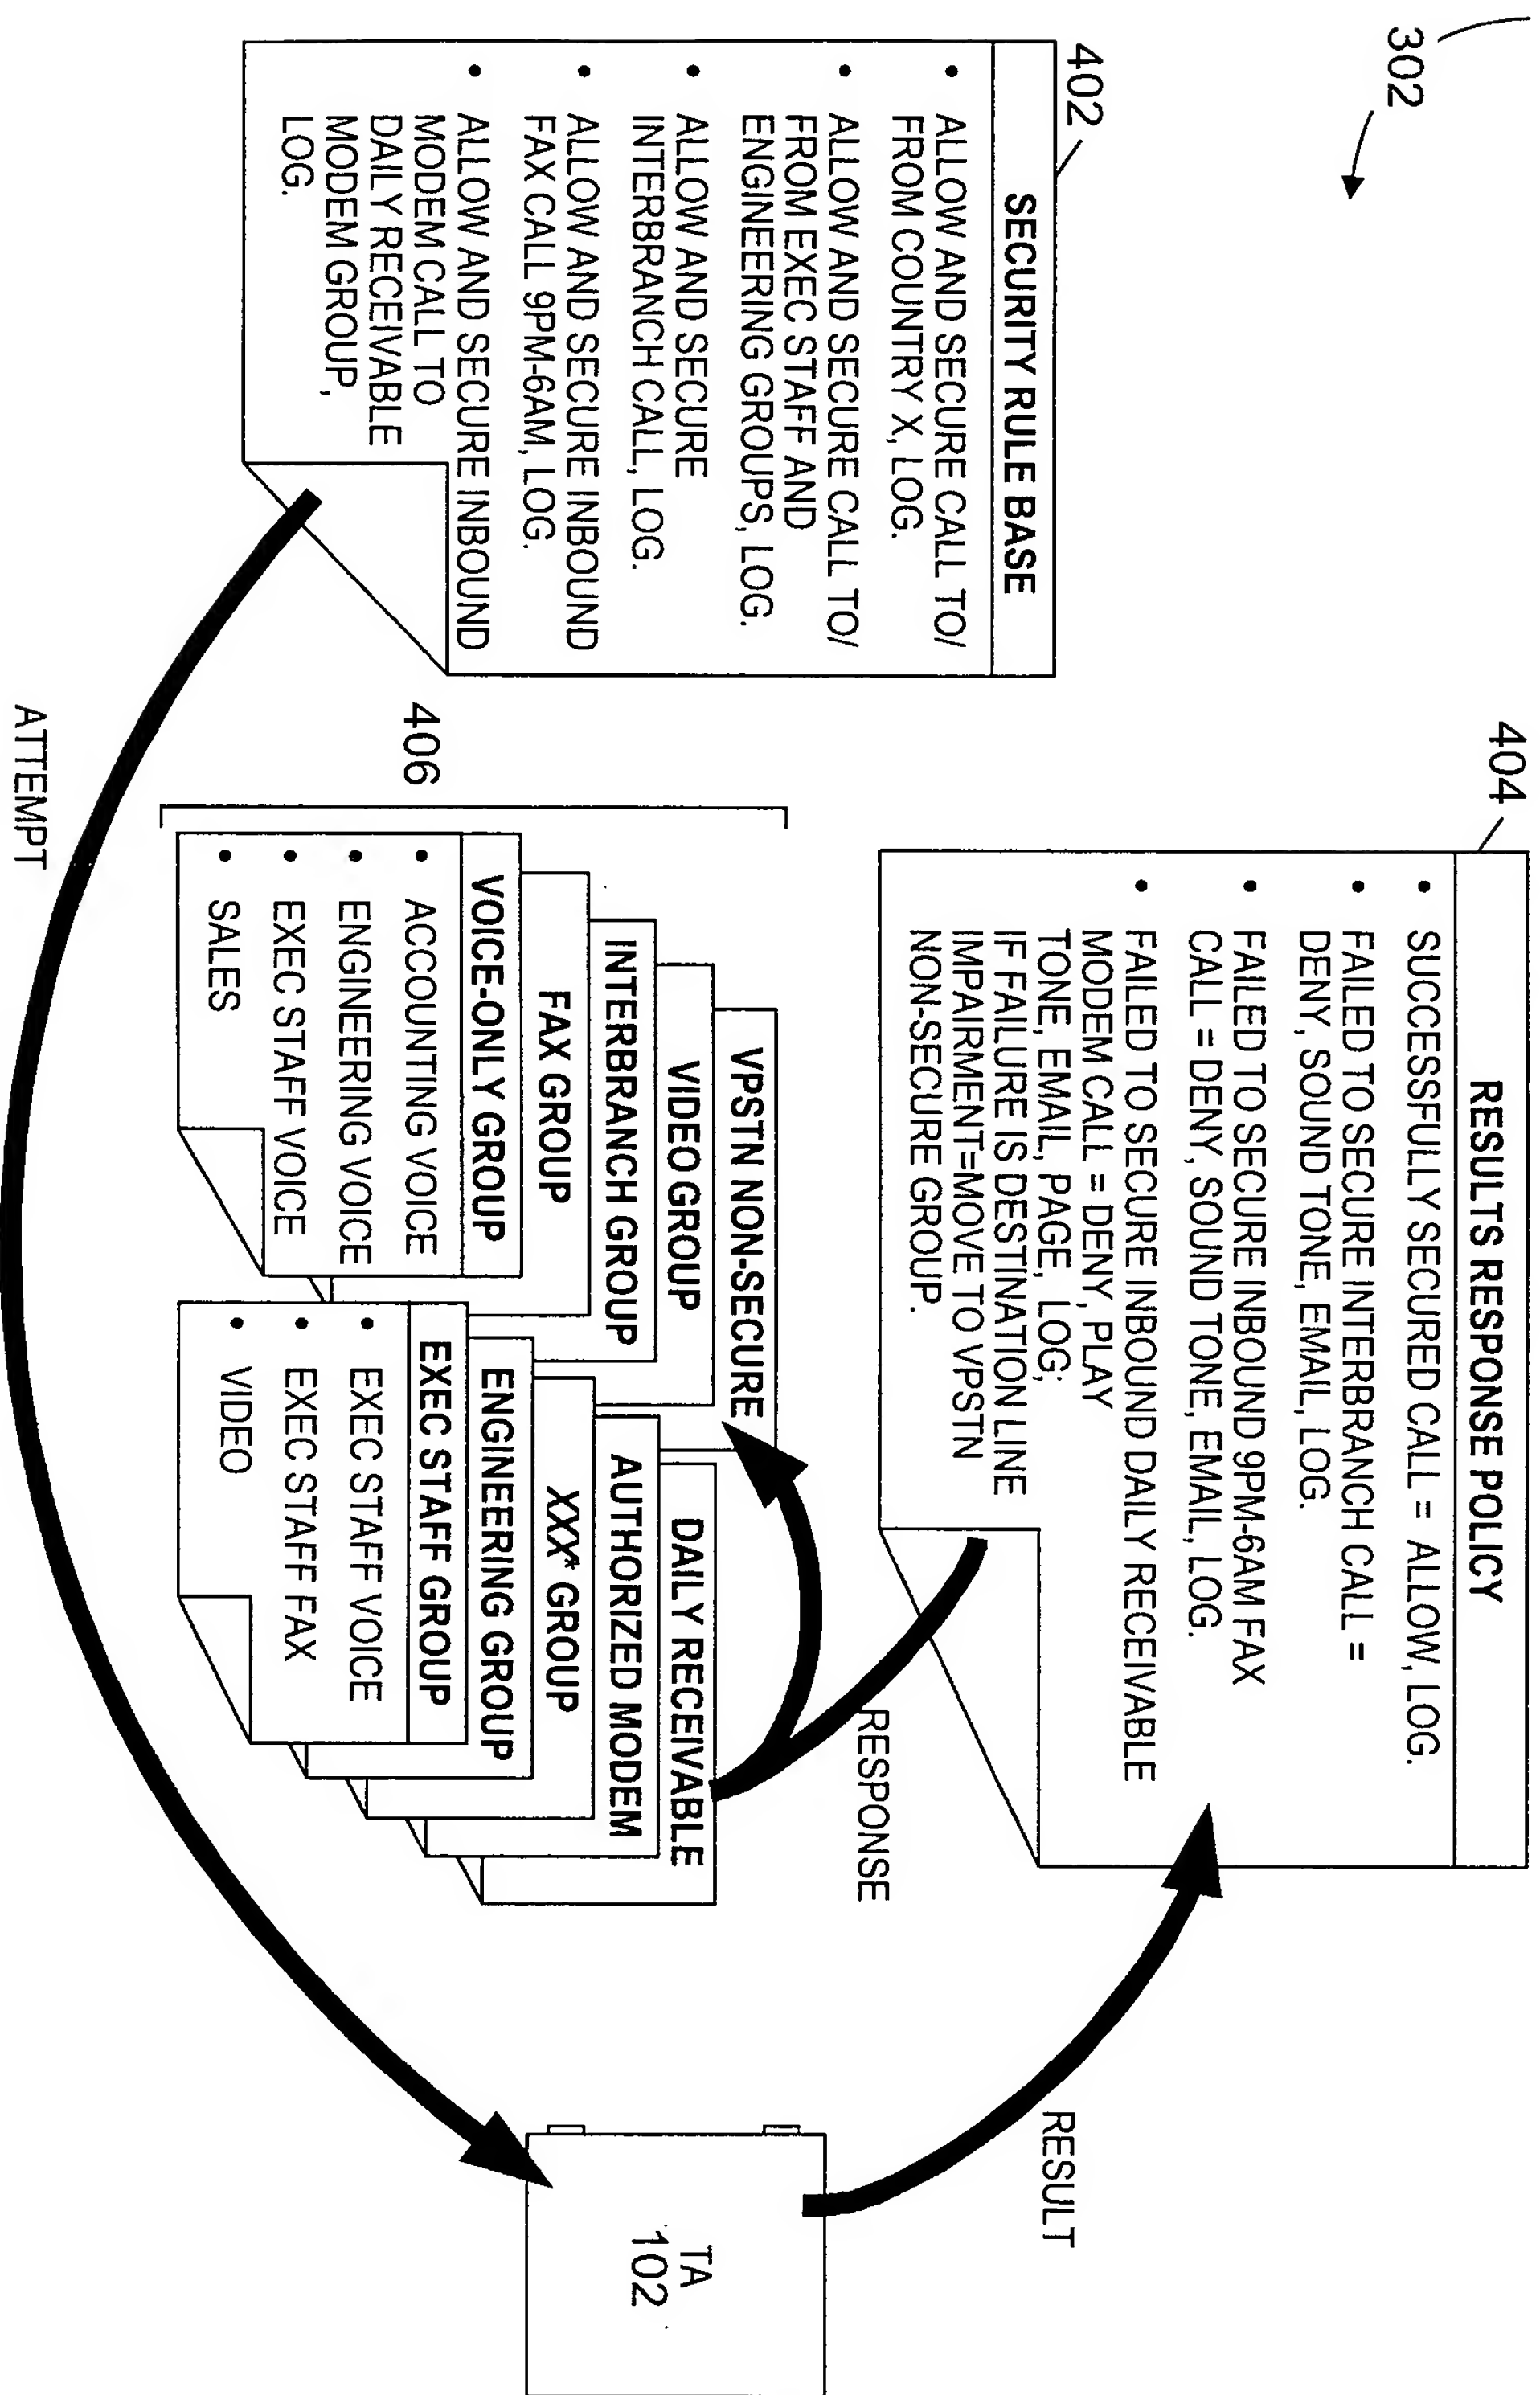 302
402
SECURITY RULE BASE
• ALLOW AND SECURE CALL TO/
FROM COUNTRY X, LOG.
• ALLOW AND SECURE CALL TO/
FROM EXEC STAFF AND
ENGINEERING GROUPS, LOG.
• ALLOW AND SECURE
INTERBRANCH CALL, LOG.
• ALLOW AND SECURE INBOUND
FAX CALL 9PM-6AM, LOG.
• ALLOW AND SECURE INBOUND
MODEM CALL TO
DAILY RECEIVABLE
MODEM GROUP,
LOG.
404
RESULTS RESPONSE POLICY
• SUCCESSFULLY SECURED CALL = ALLOW, LOG.
• FAILED TO SECURE INTERBRANCH CALL =
DENY, SOUND TONE, EMAIL, LOG.
• FAILED TO SECURE INBOUND 9PM-6AM FAX
CALL = DENY, SOUND TONE, EMAIL, LOG.
• FAILED TO SECURE INBOUND DAILY RECEIVABLE
MODEM CALL = DENY, PLAY
TONE, EMAIL, PAGE, LOG;
IF FAILURE IS DESTINATION LINE
IMPAIRMENT=MOVE TO VPSTN
NON-SECURE GROUP.
406
VPSTN NON-SECURE
VIDEO GROUP
INTERBRANCH GROUP
FAX GROUP
VOICE-ONLY GROUP
• ACCOUNTING VOICE
• ENGINEERING VOICE
• EXEC STAFF VOICE
• SALES
DAILY RECEIVABLE
AUTHORIZED MODEM
XXX* GROUP
ENGINEERING GROUP
EXEC STAFF GROUP
• EXEC STAFF VOICE
• EXEC STAFF FAX
• VIDEO
RESPONSE
RESULT
TA
102
ATTEMPT